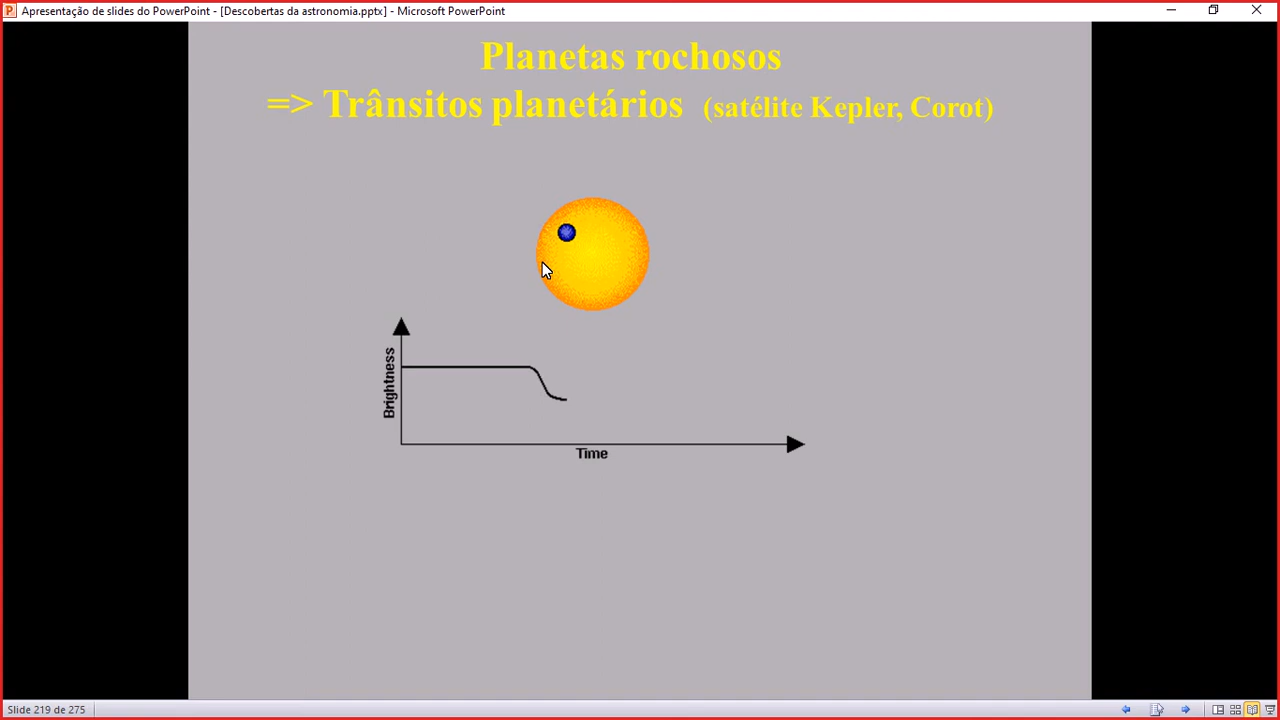 Apresentação de slides do PowerPoint - [Descobertas da astronomia.pptx] - Microsoft PowerPoint
Planetas rochosos
=> Trânsitos planetários (satélite Kepler, Corot)
Brightness
Time
Slide 219 de 275